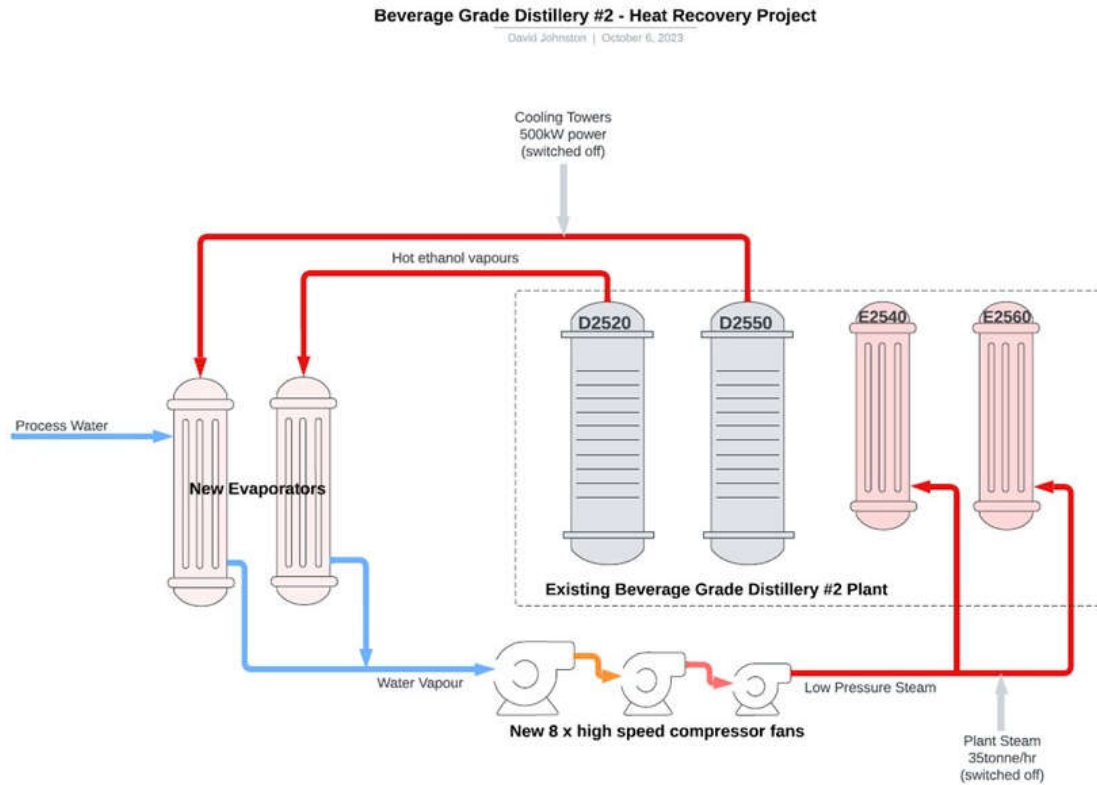 Beverage Grade Distillery #2 - Heat Recovery Project
David Johnston | October 6, 2023
Cooling Towers
500kW power
(switched off)
Hot ethanol vapours
D2520
D2550
E2540
E2560
Process Water
New Evaporators
Existing Beverage Grade Distillery #2 Plant
Water Vapour
Low Pressure Steam
New 8 x high speed compressor fans
Plant Steam
35tonne/hr
(switched off)